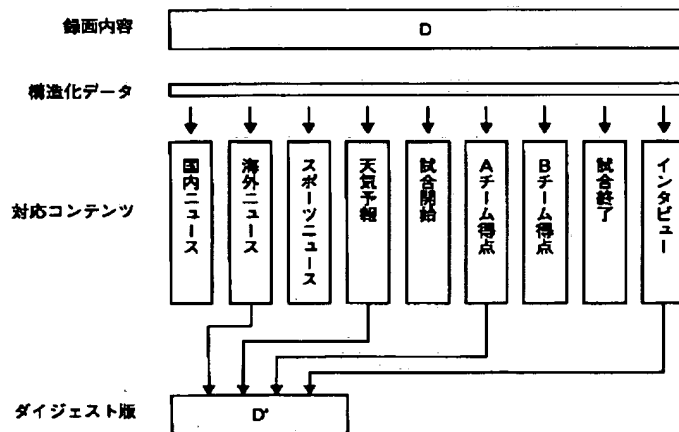 録画内容
D
構造化データ
対応コンテンツ
国内ニュース
海外ニュース
スポーツニュース
天気予報
試合開始
Aチーム得点
Bチーム得点
試合終了
インタビュー
ダイジェスト版
D'